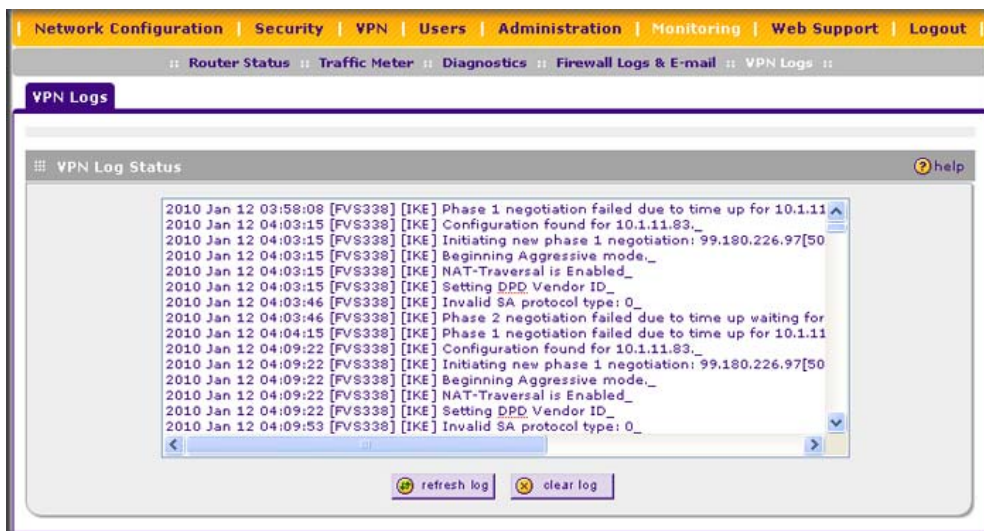 Network Configuration | Security | VPN | Users | Administration | Monitoring | Web Support | Logout
:: Router Status :: Traffic Meter :: Diagnostics :: Firewall Logs & E-mail :: VPN Logs ::
VPN Logs
VPN Log Status
help
2010 Jan 12 03:58:08 [FVS338] [IKE] Phase 1 negotiation failed due to time up for 10.1.11
2010 Jan 12 04:03:15 [FVS338] [IKE] Configuration found for 10.1.11.83._
2010 Jan 12 04:03:15 [FVS338] [IKE] Initiating new phase 1 negotiation: 99.180.226.97[50
2010 Jan 12 04:03:15 [FVS338] [IKE] Beginning Aggressive mode._
2010 Jan 12 04:03:15 [FVS338] [IKE] NAT-Traversal is Enabled_
2010 Jan 12 04:03:15 [FVS338] [IKE] Setting DPD Vendor ID_
2010 Jan 12 04:03:46 [FVS338] [IKE] Invalid SA protocol type: 0_
2010 Jan 12 04:03:46 [FVS338] [IKE] Phase 2 negotiation failed due to time up waiting for
2010 Jan 12 04:04:15 [FVS338] [IKE] Phase 1 negotiation failed due to time up for 10.1.11
2010 Jan 12 04:09:22 [FVS338] [IKE] Configuration found for 10.1.11.83._
2010 Jan 12 04:09:22 [FVS338] [IKE] Initiating new phase 1 negotiation: 99.180.226.97[50
2010 Jan 12 04:09:22 [FVS338] [IKE] Beginning Aggressive mode._
2010 Jan 12 04:09:22 [FVS338] [IKE] NAT-Traversal is Enabled_
2010 Jan 12 04:09:22 [FVS338] [IKE] Setting DPD Vendor ID_
2010 Jan 12 04:09:53 [FVS338] [IKE] Invalid SA protocol type: 0_
refresh log
clear log